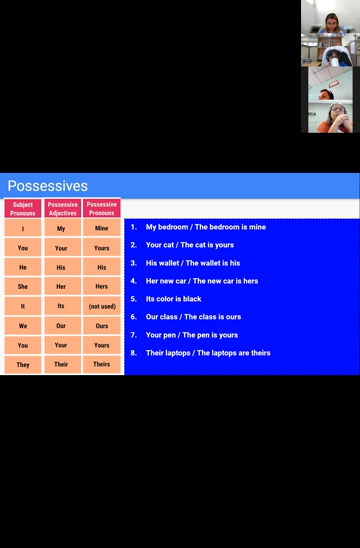 Possessives
Subject Pronouns Possessive Adjectives Possessive Pronouns
I My Mine
You Your Yours
He His His
She Her Hers
It Its (not used)
We Our Ours
You Your Yours
They Their Theirs
1. My bedroom / The bedroom is mine
2. Your cat / The cat is yours
3. His wallet / The wallet is his
4. Her new car / The new car is hers
5. Its color is black
6. Our class / The class is ours
7. Your pen / The pen is yours
8. Their laptops / The laptops are theirs